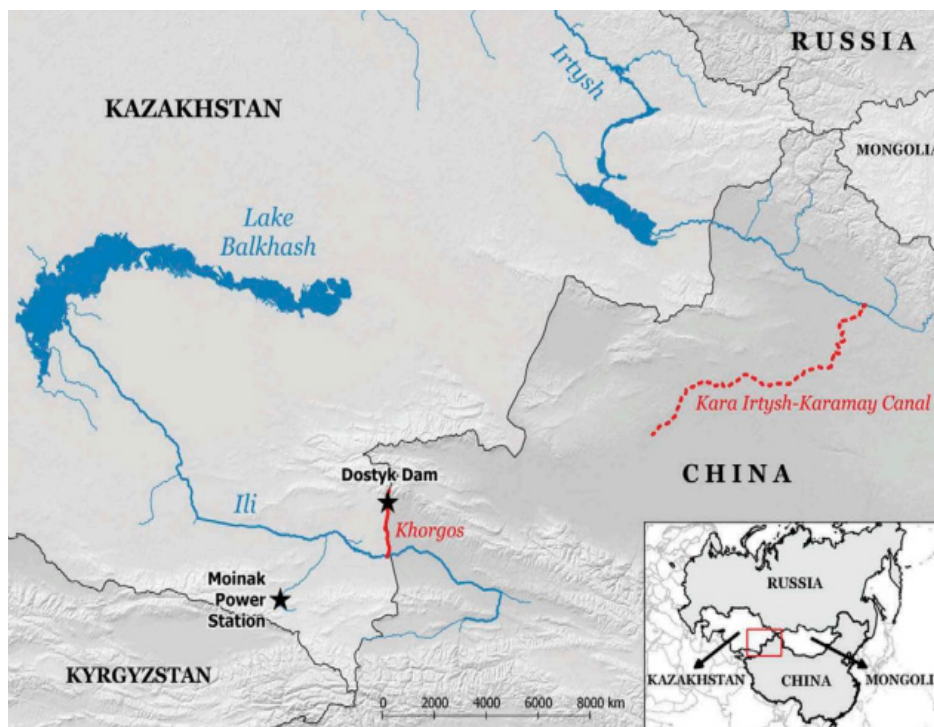 RUSSIA
Irtysh
KAZAKHSTAN
MONGOLIA
Lake
Balkhash
Kara Irtysh-Karamay Canal
CHINA
Dostyk Dam
Ili
Khorgos
Moinak
Power
Station
KYRGYZSTAN
0 2000 4000 6000 8000 km
RUSSIA
KAZAKHSTAN
MONGOLI
CHINA